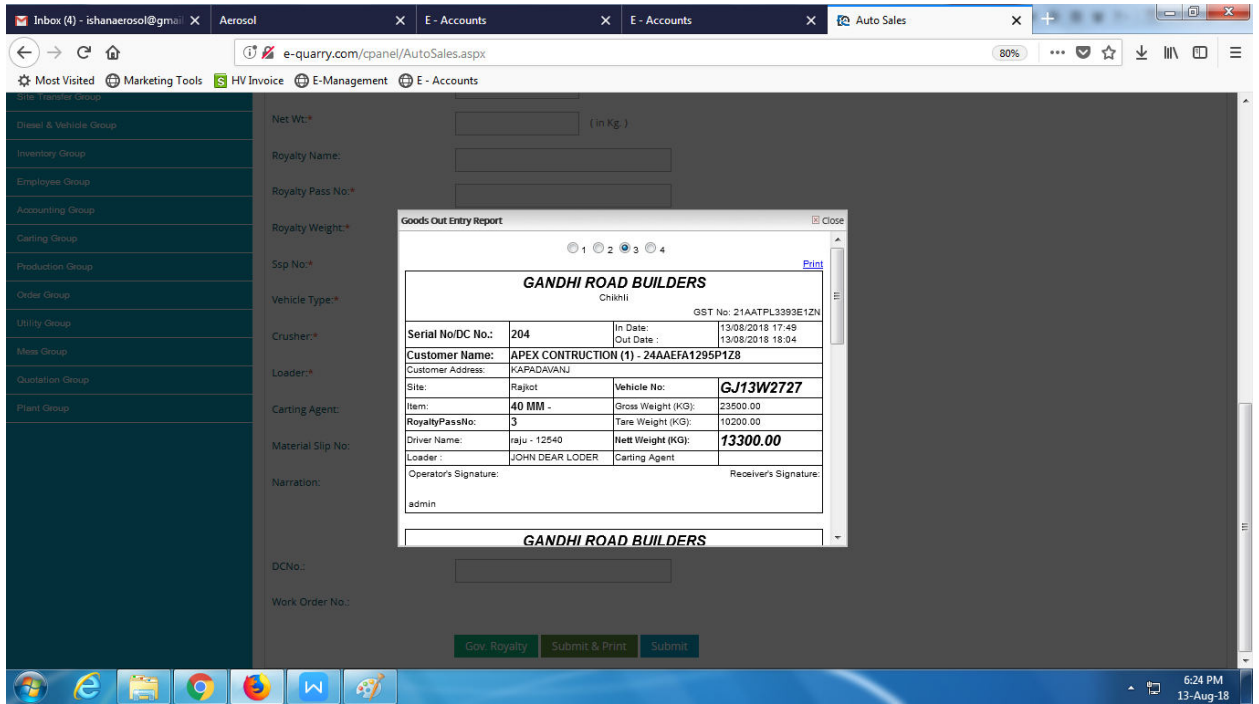 Inbox (4) - ishanaerosol@gmail
Aerosol
E - Accounts
E - Accounts
Auto Sales
e-quarry.com/cpanel/AutoSales.aspx
80%
Most Visited Marketing Tools HV Invoice E-Management E - Accounts
Site Transfer Group
Diesel & Vehicle Group
Inventory Group
Employee Group
Accounting Group
Carting Group
Production Group
Order Group
Utility Group
Mess Group
Quotation Group
Plant Group
Net Wt:* ( in Kg. )
Royalty Name:
Royalty Pass No:*
Royalty Weight:*
Ssp No:*
Vehicle Type:*
Crusher:*
Loader:*
Carting Agent:
Material Slip No:
Narration:
DCNo.:
Work Order No.:
Gov. Royalty Submit & Print Submit
Goods Out Entry Report Close
1 2 3 4
Print
GANDHI ROAD BUILDERS
Chikhli
GST No: 21AATPL3393E1ZN
Serial No/DC No.: 204 In Date: 13/08/2018 17:49
Out Date : 13/08/2018 18:04
Customer Name: APEX CONTRUCTION (1) - 24AAEFA1295P1Z8
Customer Address: KAPADAVANJ
Site: Rajkot Vehicle No: GJ13W2727
Item: 40 MM - Gross Weight (KG): 23500.00
RoyaltyPassNo: 3 Tare Weight (KG): 10200.00
Driver Name: raju - 12540 Nett Weight (KG): 13300.00
Loader : JOHN DEAR LODER Carting Agent
Operator's Signature: Receiver's Signature:
admin
GANDHI ROAD BUILDERS
6:24 PM
13-Aug-18